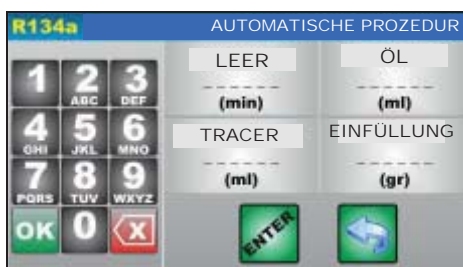 R134a AUTOMATISCHE PROZEDUR
1 2 ABC 3 DEF
4 GHI 5 JKL 6 MNO
7 PQRS 8 TUV 9 WXYZ
OK 0 X
LEER ÖL
------ ------
(min) (ml)
TRACER EINFÜLLUNG
------ ------
(ml) (gr)
ENTER